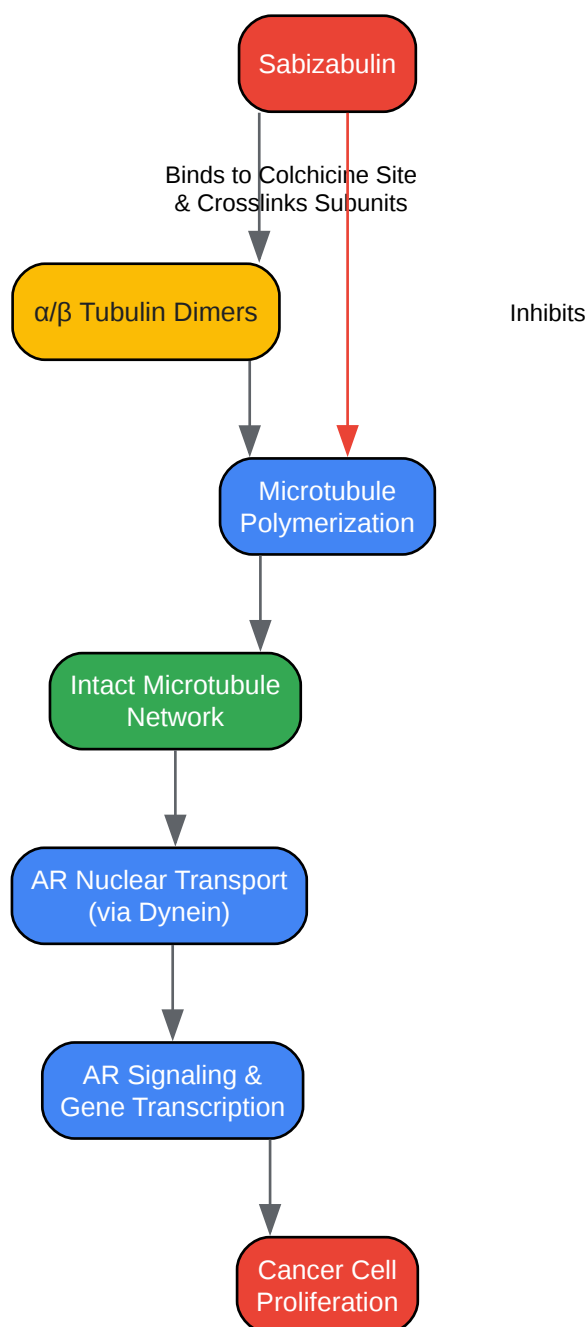 Sabizabulin
Binds to Colchicine Site
& Crosslinks Subunits
α/β Tubulin Dimers
Inhibits
Microtubule
Polymerization
Intact Microtubule
Network
AR Nuclear Transport
(via Dynein)
AR Signaling &
Gene Transcription
Cancer Cell
Proliferation